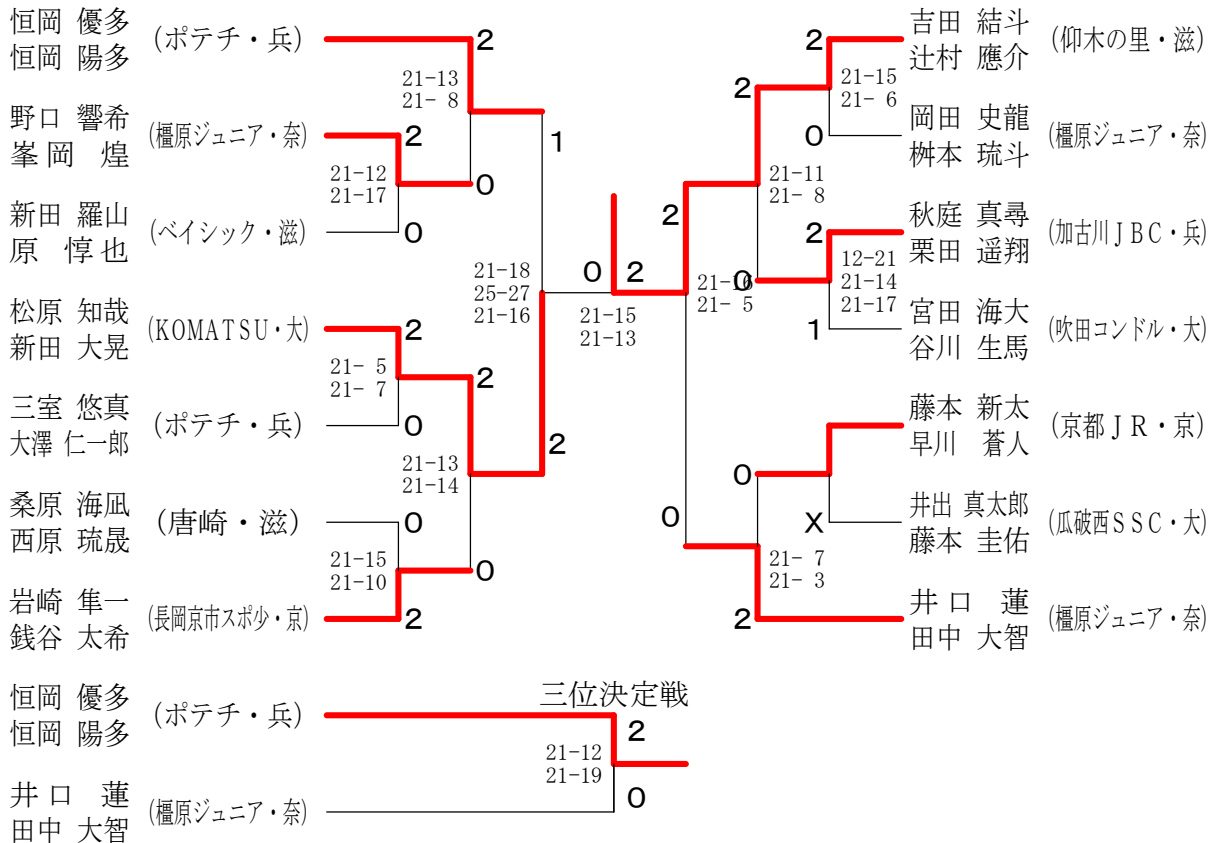 恒岡 優多
恒岡 陽多
(ポテチ・兵)
2
21-13
21- 8
野口 響希
峯岡 煌
(橿原ジュニア・奈)
2
21-12
21-17
0
新田 羅山
原 惇也
(ベイシック・滋)
0
1
21-18
25-27
21-16
松原 知哉
新田 大晃
(KOMATSU・大)
2
21- 5
21- 7
2
三室 悠真
大澤 仁一郎
(ポテチ・兵)
0
21-13
21-14
2
桑原 海凪
西原 琉晟
(唐崎・滋)
0
21-15
21-10
0
岩崎 隼一
銭谷 太希
(長岡京市スポ少・京)
2
0
2
21-15
21-13
吉田 結斗
辻村 應介
(仰木の里・滋)
2
21-15
21- 6
2
岡田 史龍
桝本 琉斗
(橿原ジュニア・奈)
0
21-11
21- 8
2
秋庭 真尋
栗田 遥翔
(加古川JBC・兵)
2
12-21
21-14
21-17
0
21-16
21- 5
宮田 海大
谷川 生馬
(吹田コンドル・大)
1
藤本 新太
早川 蒼人
(京都JR・京)
0
0
井出 真太郎
藤本 圭佑
(瓜破西SSC・大)
X
21- 7
21- 3
井口 蓮
田中 大智
(橿原ジュニア・奈)
2
三位決定戦
恒岡 優多
恒岡 陽多
(ポテチ・兵)
2
21-12
21-19
井口 蓮
田中 大智
(橿原ジュニア・奈)
0